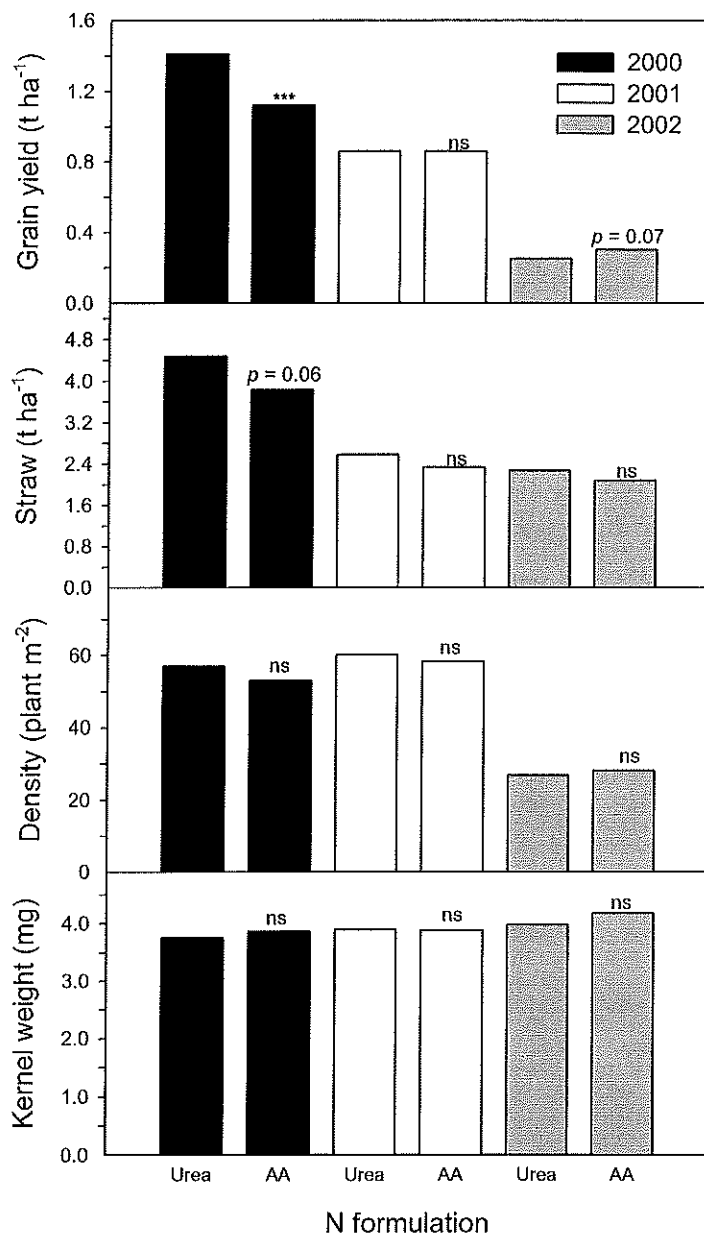 Grain yield (t ha⁻¹)
1.6
1.2
0.8
0.4
0.0
***
ns
p = 0.07
2000
2001
2002
Straw (t ha⁻¹)
4.8
4.0
3.2
2.4
1.6
0.8
0.0
p = 0.06
ns
ns
Density (plant m⁻²)
60
40
20
0
ns
ns
ns
Kernel weight (mg)
4.0
3.0
2.0
1.0
0.0
ns
ns
ns
Urea AA Urea AA Urea AA
N formulation